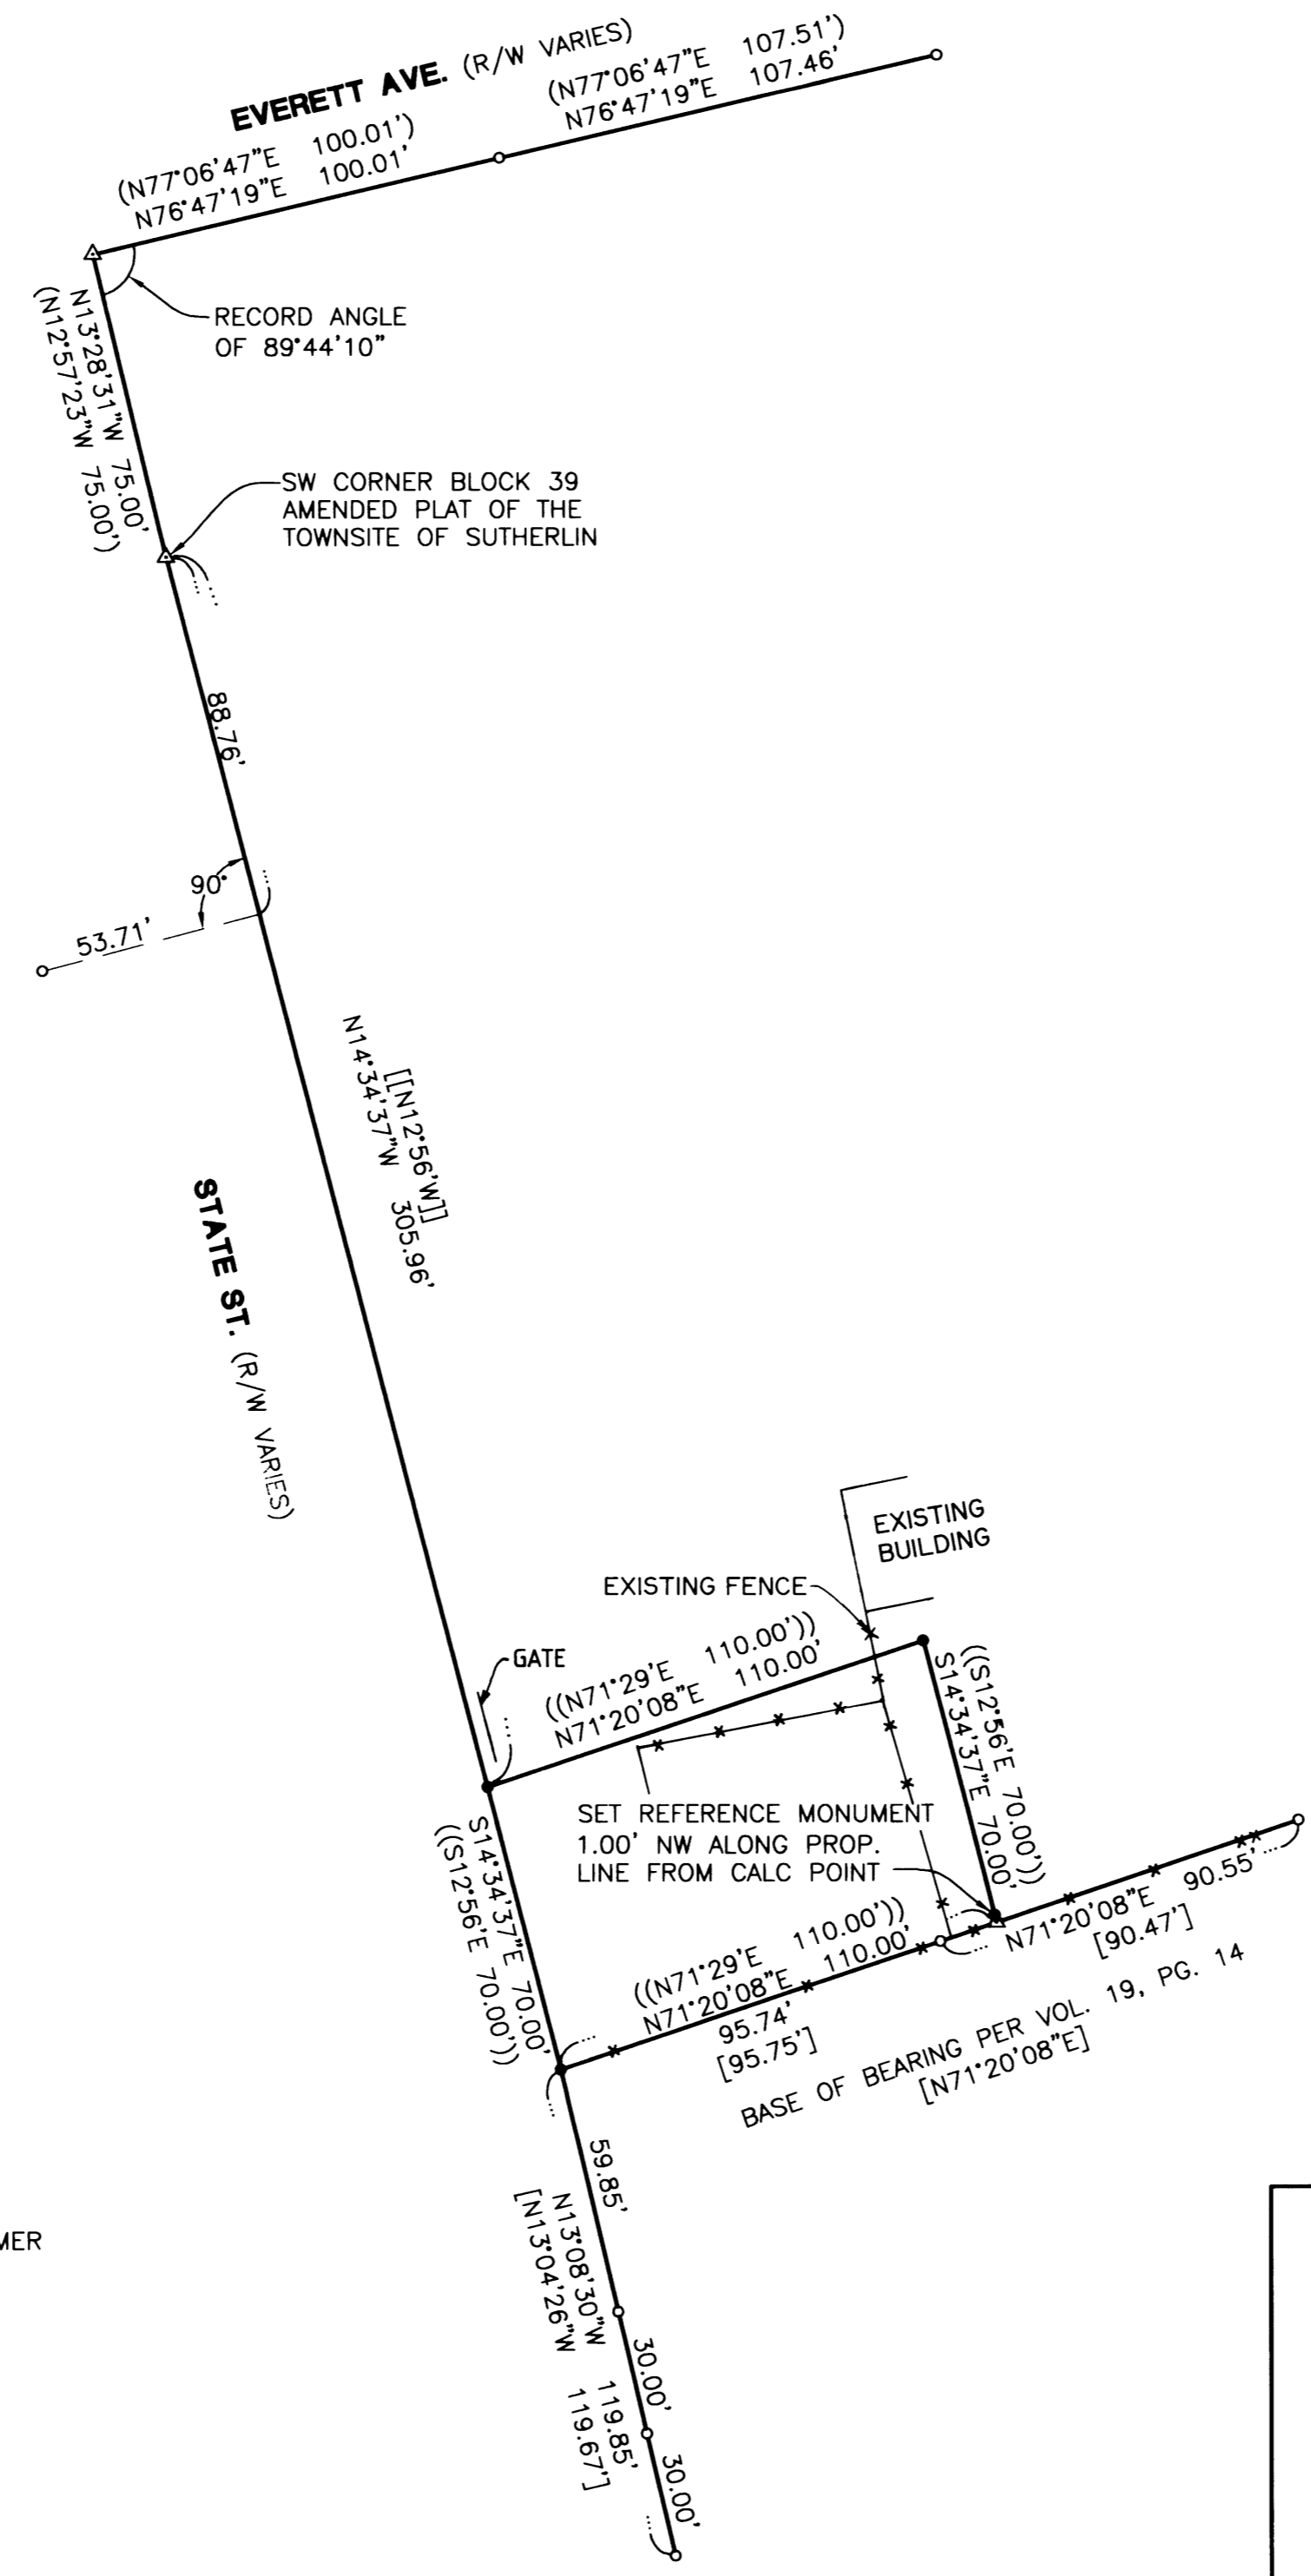 EVERETT AVE. (R/W VARIES)
(N77°06'47"E 107.51')
N76°47'19"E 107.46'
(N77°06'47"E 100.01')
N76°47'19"E 100.01'
RECORD ANGLE
OF 89°44'10"
N13°28'31"W 75.00'
(N12°57'23"W 75.00')
SW CORNER BLOCK 39
AMENDED PLAT OF THE
TOWNSITE OF SUTHERLIN
88.76'
90°
53.71'
[[N12°56'W]]
N14°34'37"W 305.96'
STATE ST. (R/W VARIES)
EXISTING
BUILDING
EXISTING FENCE
GATE
((N71°29'E 110.00'))
N71°20'08"E 110.00'
((S12°56'E 70.00'))
S14°34'37"E 70.00'
SET REFERENCE MONUMENT
1.00' NW ALONG PROP.
LINE FROM CALC POINT
S14°34'37"E 70.00'
((S12°56'E 70.00'))
((N71°29'E 110.00'))
N71°20'08"E 110.00'
95.74'
[95.75']
N71°20'08"E 90.55'
[90.47']
BASE OF BEARING PER VOL. 19, PG. 14
[N71°20'08"E]
59.85'
N13°08'30"W 119.85'
[N13°04'26"W 119.67']
30.00'
30.00'
MER